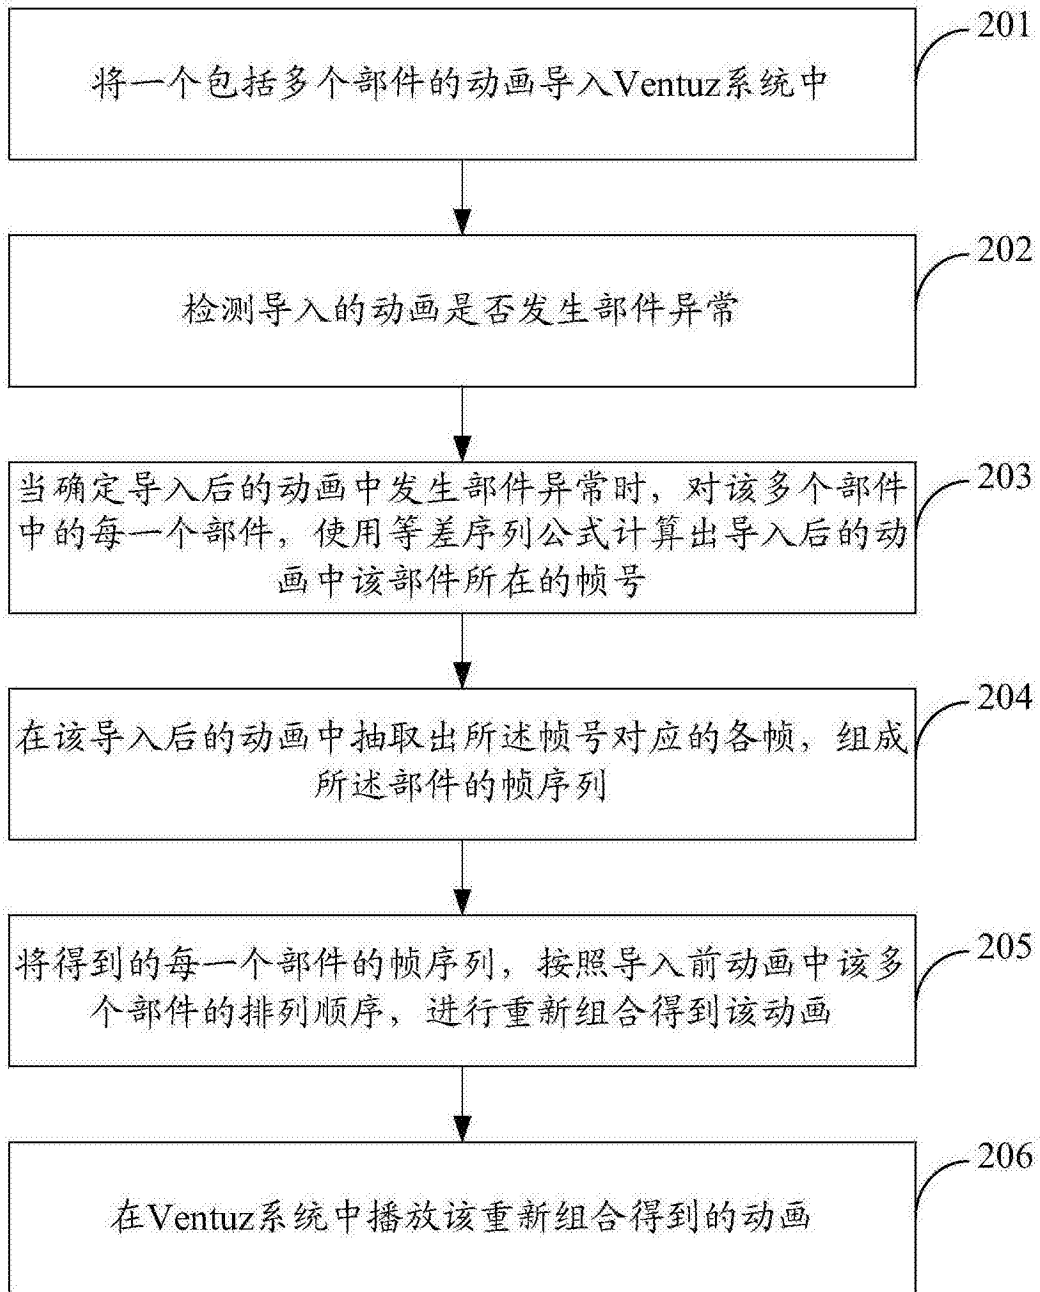 201
将一个包括多个部件的动画导入Ventuz系统中
202
检测导入的动画是否发生部件异常
203
当确定导入后的动画中发生部件异常时，对该多个部件
中的每一个部件，使用等差序列公式计算出导入后的动
画中该部件所在的帧号
204
在该导入后的动画中抽取出所述帧号对应的各帧，组成
所述部件的帧序列
205
将得到的每一个部件的帧序列，按照导入前动画中该多
个部件的排列顺序，进行重新组合得到该动画
206
在Ventuz系统中播放该重新组合得到的动画